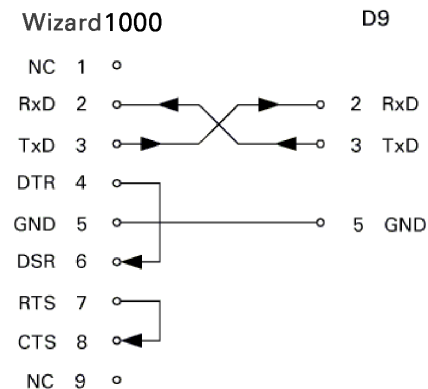 Wizard1000 D9
NC 1
RxD 2 2 RxD
TxD 3 3 TxD
DTR 4
GND 5 5 GND
DSR 6
RTS 7
CTS 8
NC 9